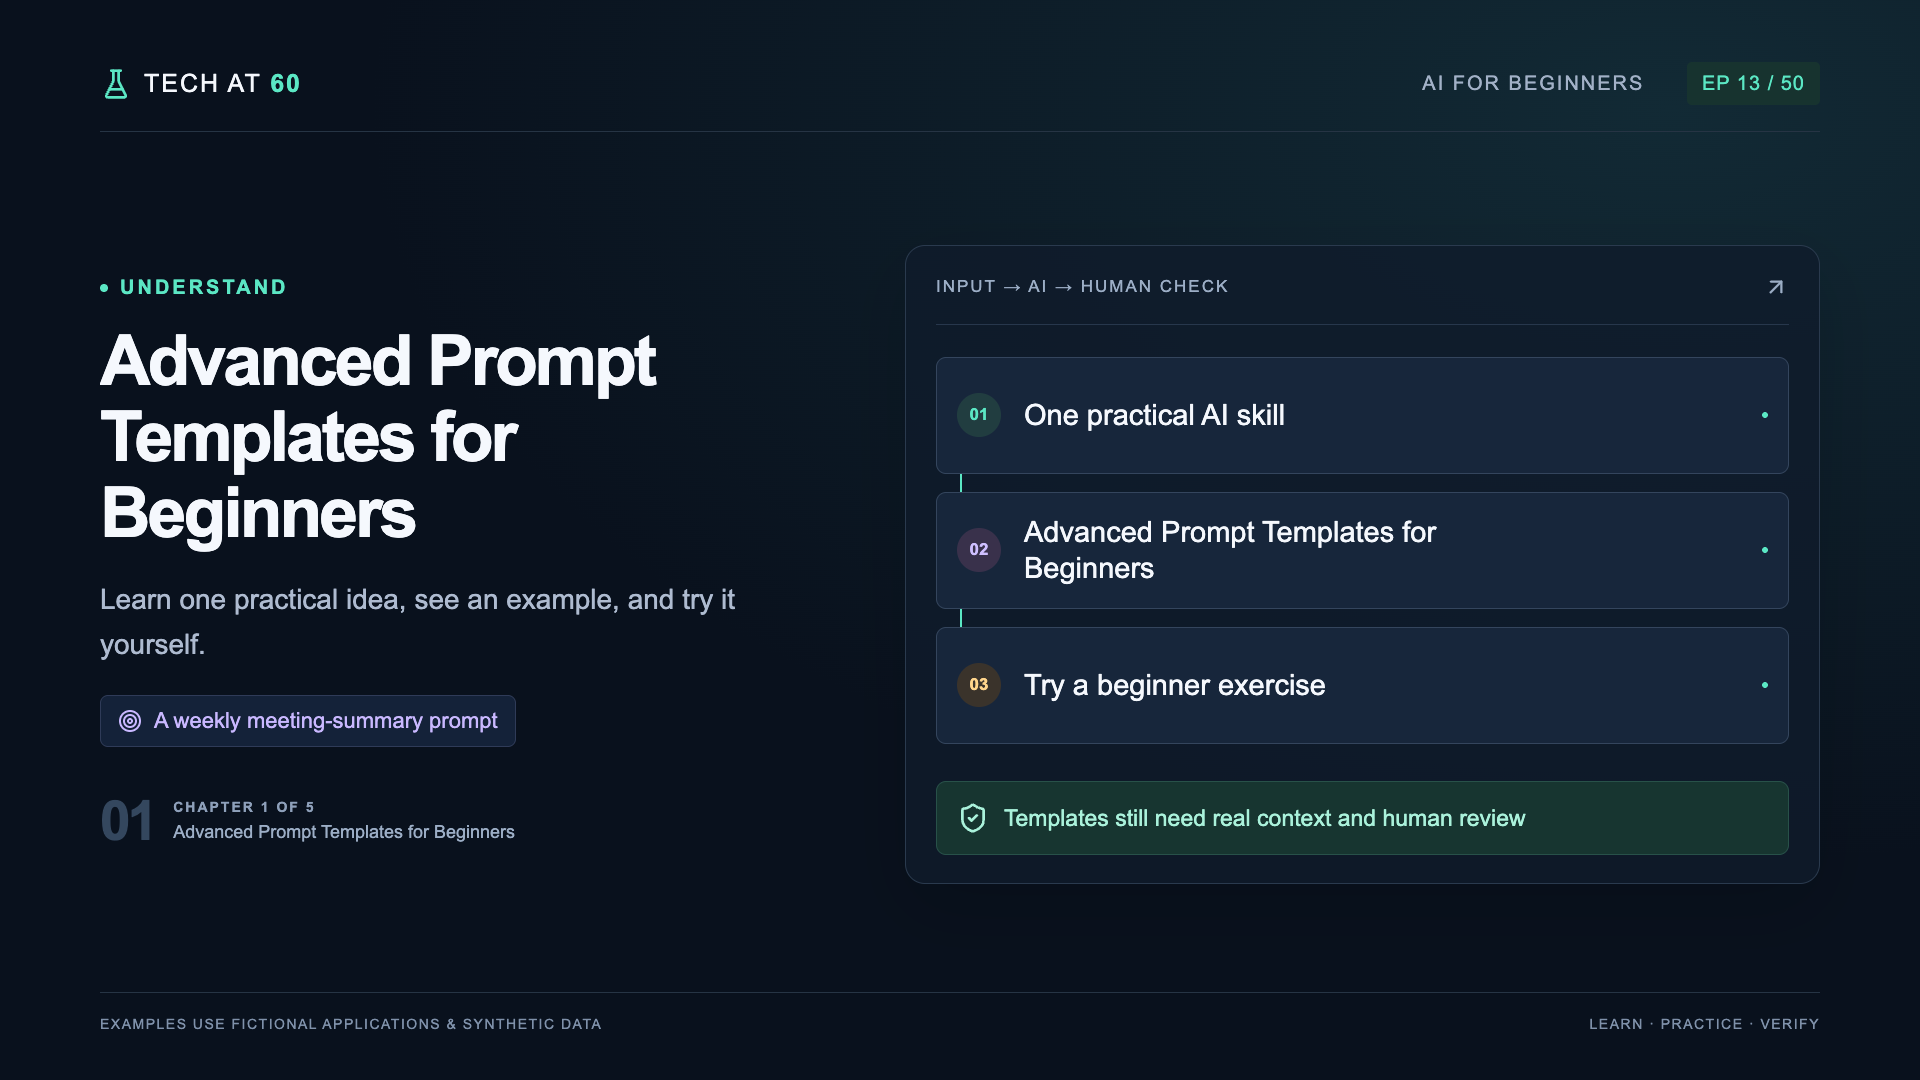 TECH AT 60
AI FOR BEGINNERS
EP 13 / 50
UNDERSTAND
Advanced Prompt
Templates for
Beginners
Learn one practical idea, see an example, and try it
yourself.
A weekly meeting-summary prompt
01
CHAPTER 1 OF 5
Advanced Prompt Templates for Beginners
INPUT → AI → HUMAN CHECK
01
One practical AI skill
02
Advanced Prompt Templates for
Beginners
03
Try a beginner exercise
Templates still need real context and human review
EXAMPLES USE FICTIONAL APPLICATIONS & SYNTHETIC DATA
LEARN · PRACTICE · VERIFY